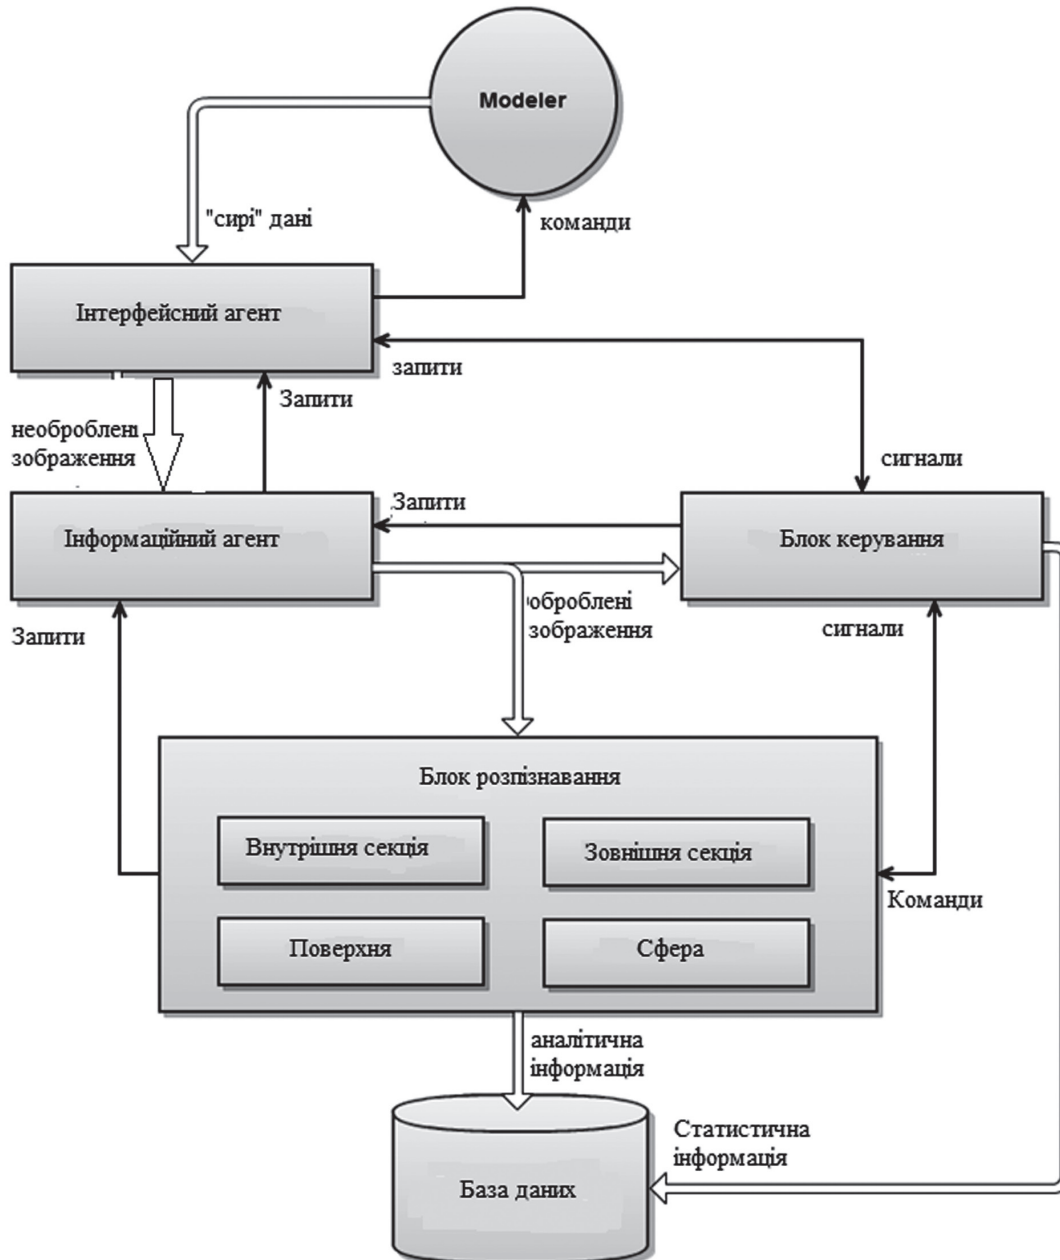 Modeler
"сирі" дані
команди
Інтерфейсний агент
запити
Запити
необроблені
зображення
сигнали
Запити
Інформаційний агент
Блок керування
оброблені
зображення
Запити
сигнали
Блок розпізнавання
Внутрішня секція
Зовнішня секція
Команди
Поверхня
Сфера
аналітична
інформація
Статистична
інформація
База даних